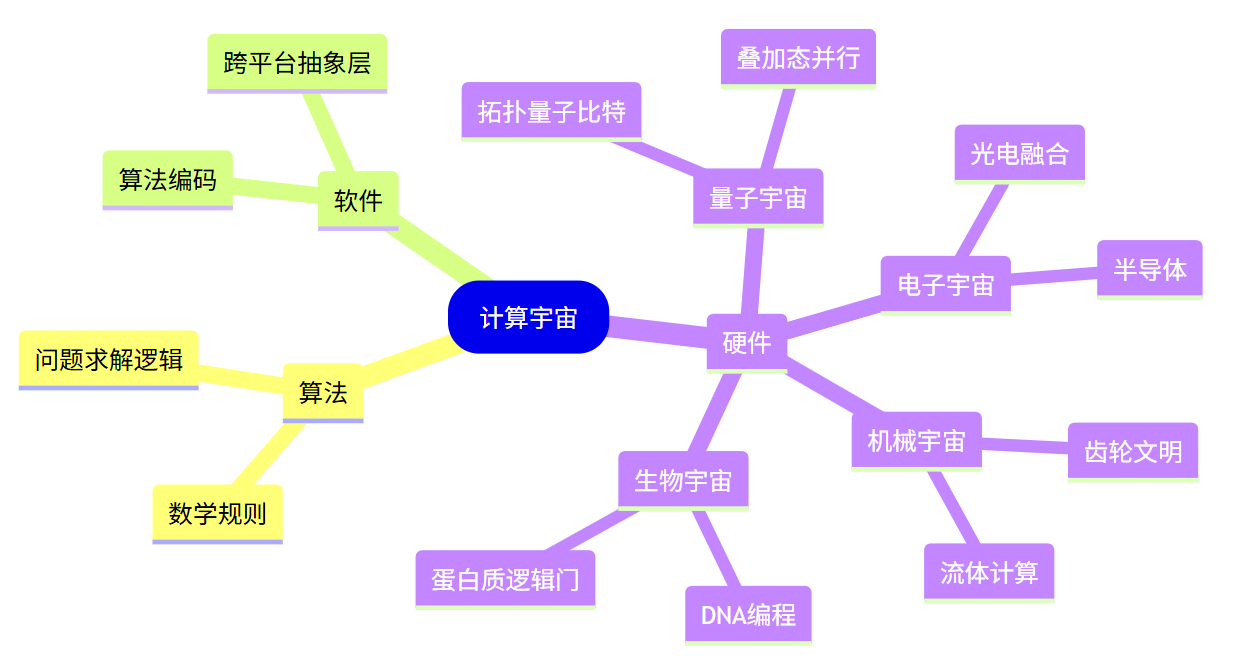 叠加态并行
跨平台抽象层
拓扑量子比特
光电融合
算法编码
软件
量子宇宙
电子宇宙
半导体
计算宇宙
硬件
问题求解逻辑
算法
机械宇宙
齿轮文明
生物宇宙
数学规则
蛋白质逻辑门
流体计算
DNA编程